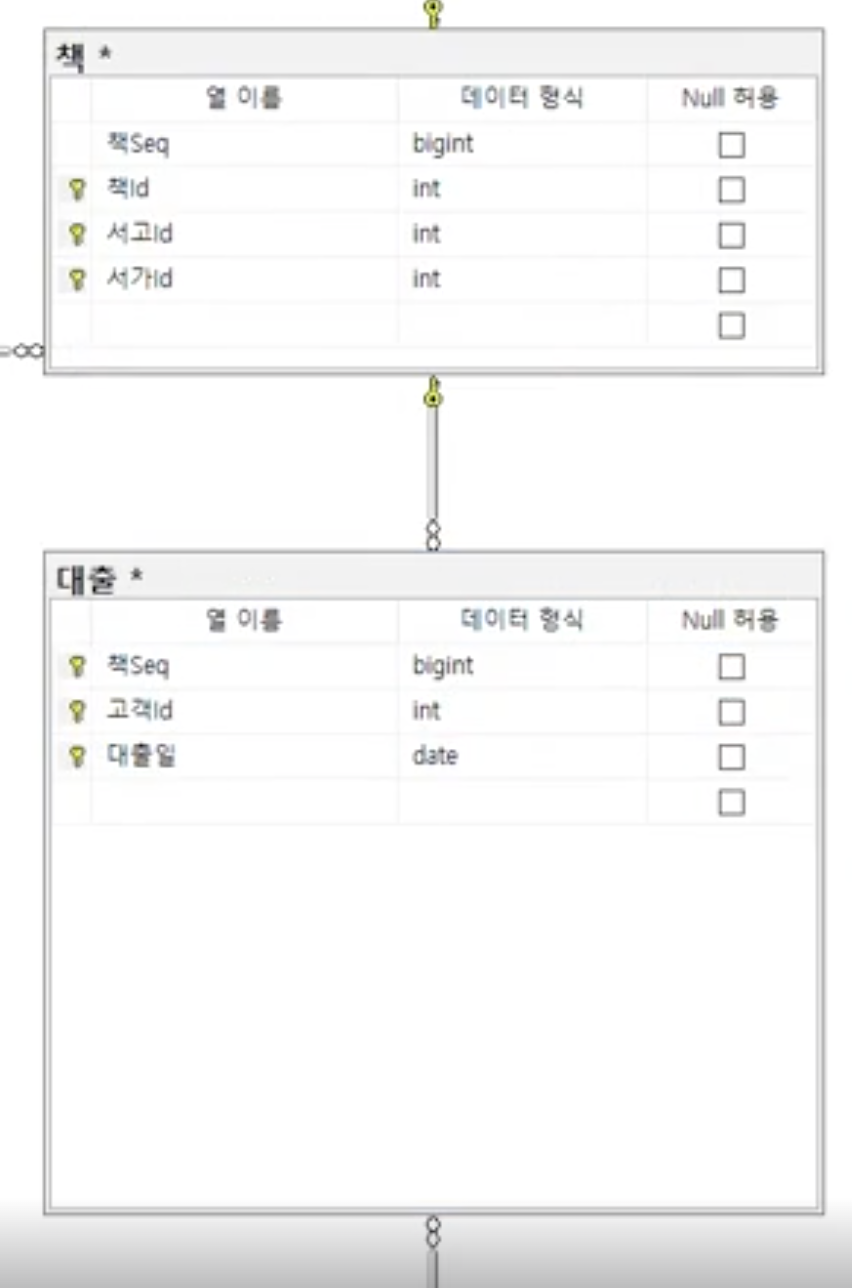 책 *
열 이름 데이터 형식 Null 허용
책Seq bigint
책Id int
서고Id int
서가Id int
대출 *
열 이름 데이터 형식 Null 허용
책Seq bigint
고객Id int
대출일 date